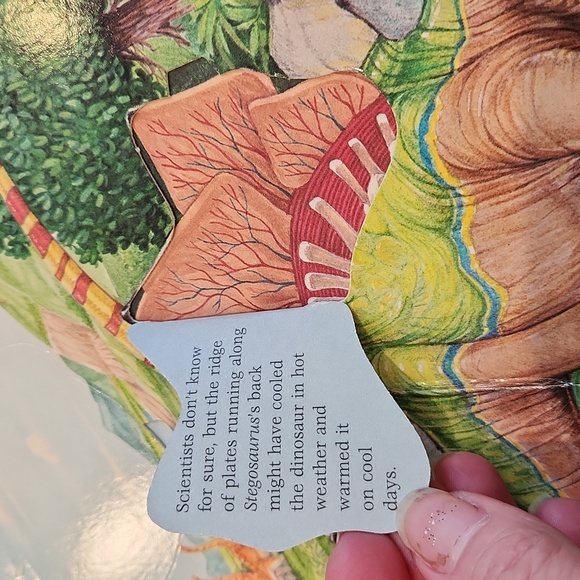 Scientists don't know
for sure, but the ridge
of plates running along
Stegosaurus's back
might have cooled
the dinosaur in hot
weather and
warmed it
on cool
days.